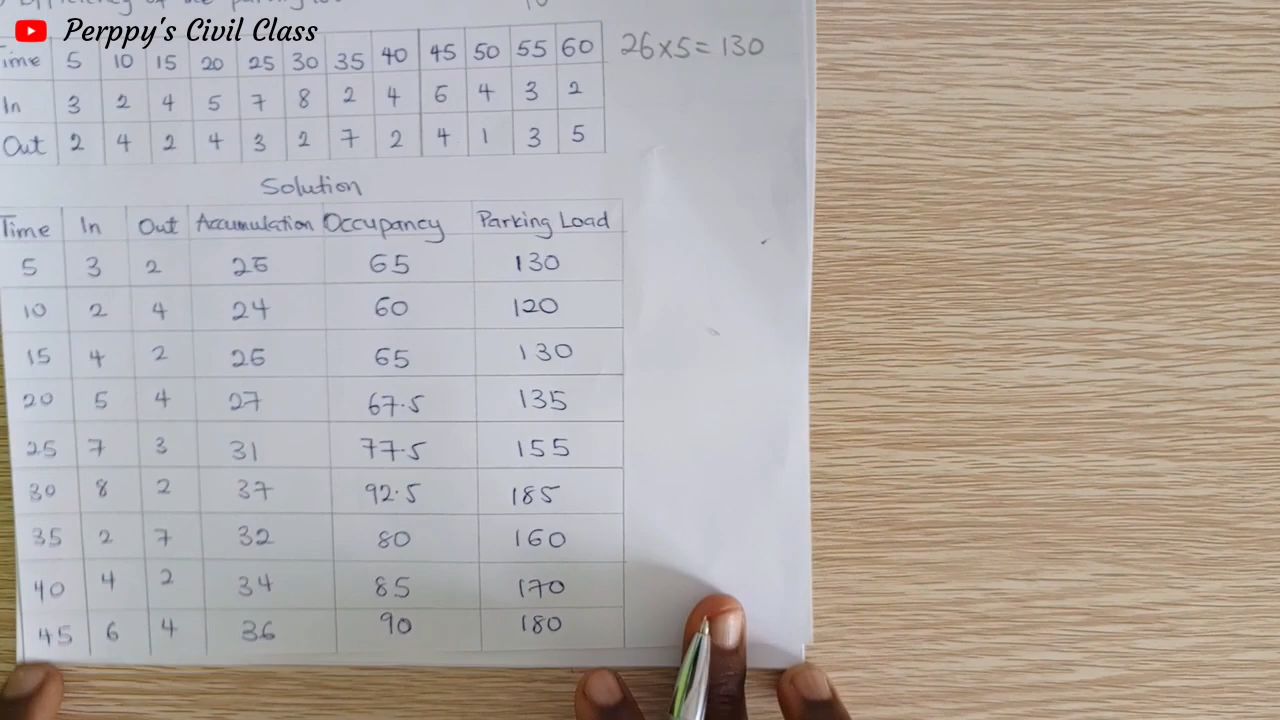 Perppy's Civil Class
Time 5 10 15 20 25 30 35 40 45 50 55 60
In 3 2 4 5 7 8 2 4 6 4 3 2
Out 2 4 2 4 3 2 7 2 4 1 3 5
26×5=130
Solution
Time In Out Accumulation Occupancy Parking Load
5 3 2 26 65 130
10 2 4 24 60 120
15 4 2 26 65 130
20 5 4 27 67.5 135
25 7 3 31 77.5 155
30 8 2 37 92.5 185
35 2 7 32 80 160
40 4 2 34 85 170
45 6 4 36 90 180